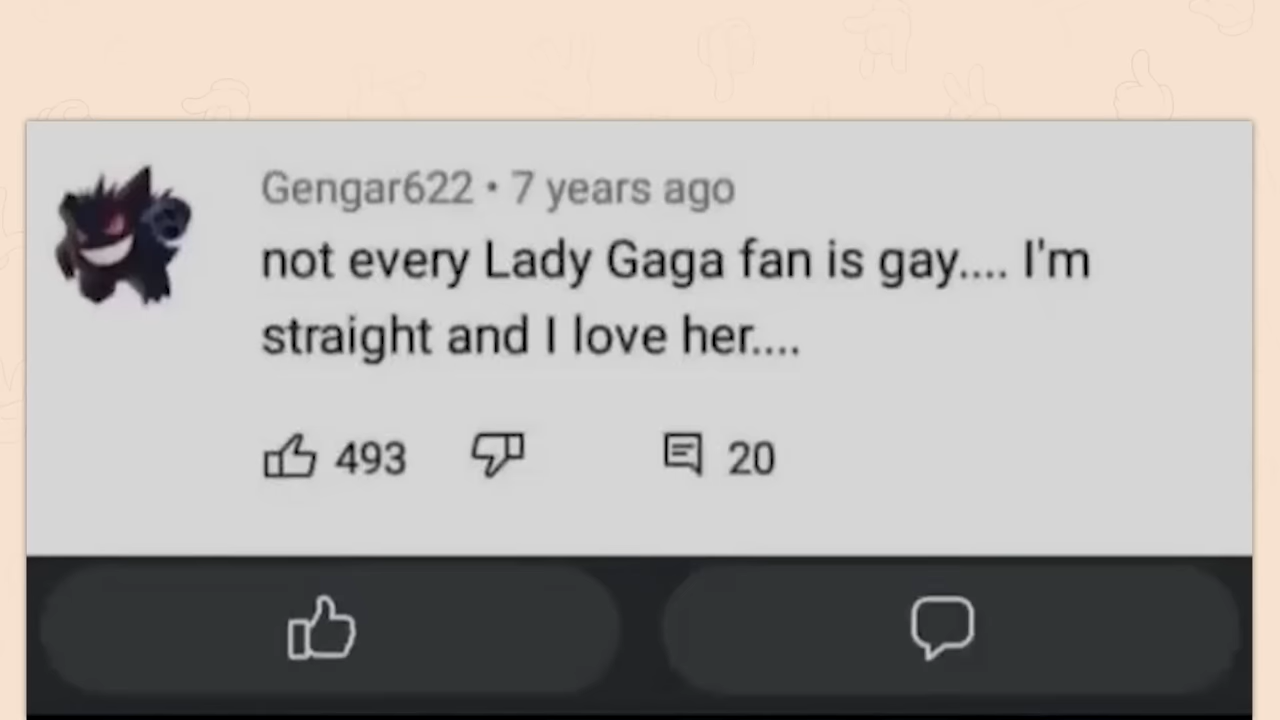 Gengar622 • 7 years ago
not every Lady Gaga fan is gay.... I'm
straight and I love her....
493 20